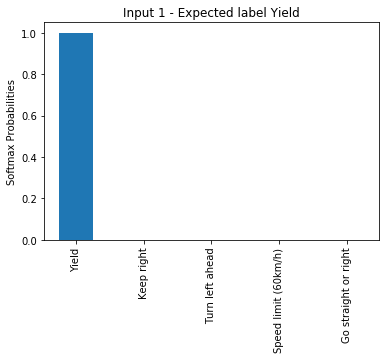 Input 1 - Expected label Yield
Softmax Probabilities
1.0
0.8
0.6
0.4
0.2
0.0
Yield
Keep right
Turn left ahead
Speed limit (60km/h)
Go straight or right